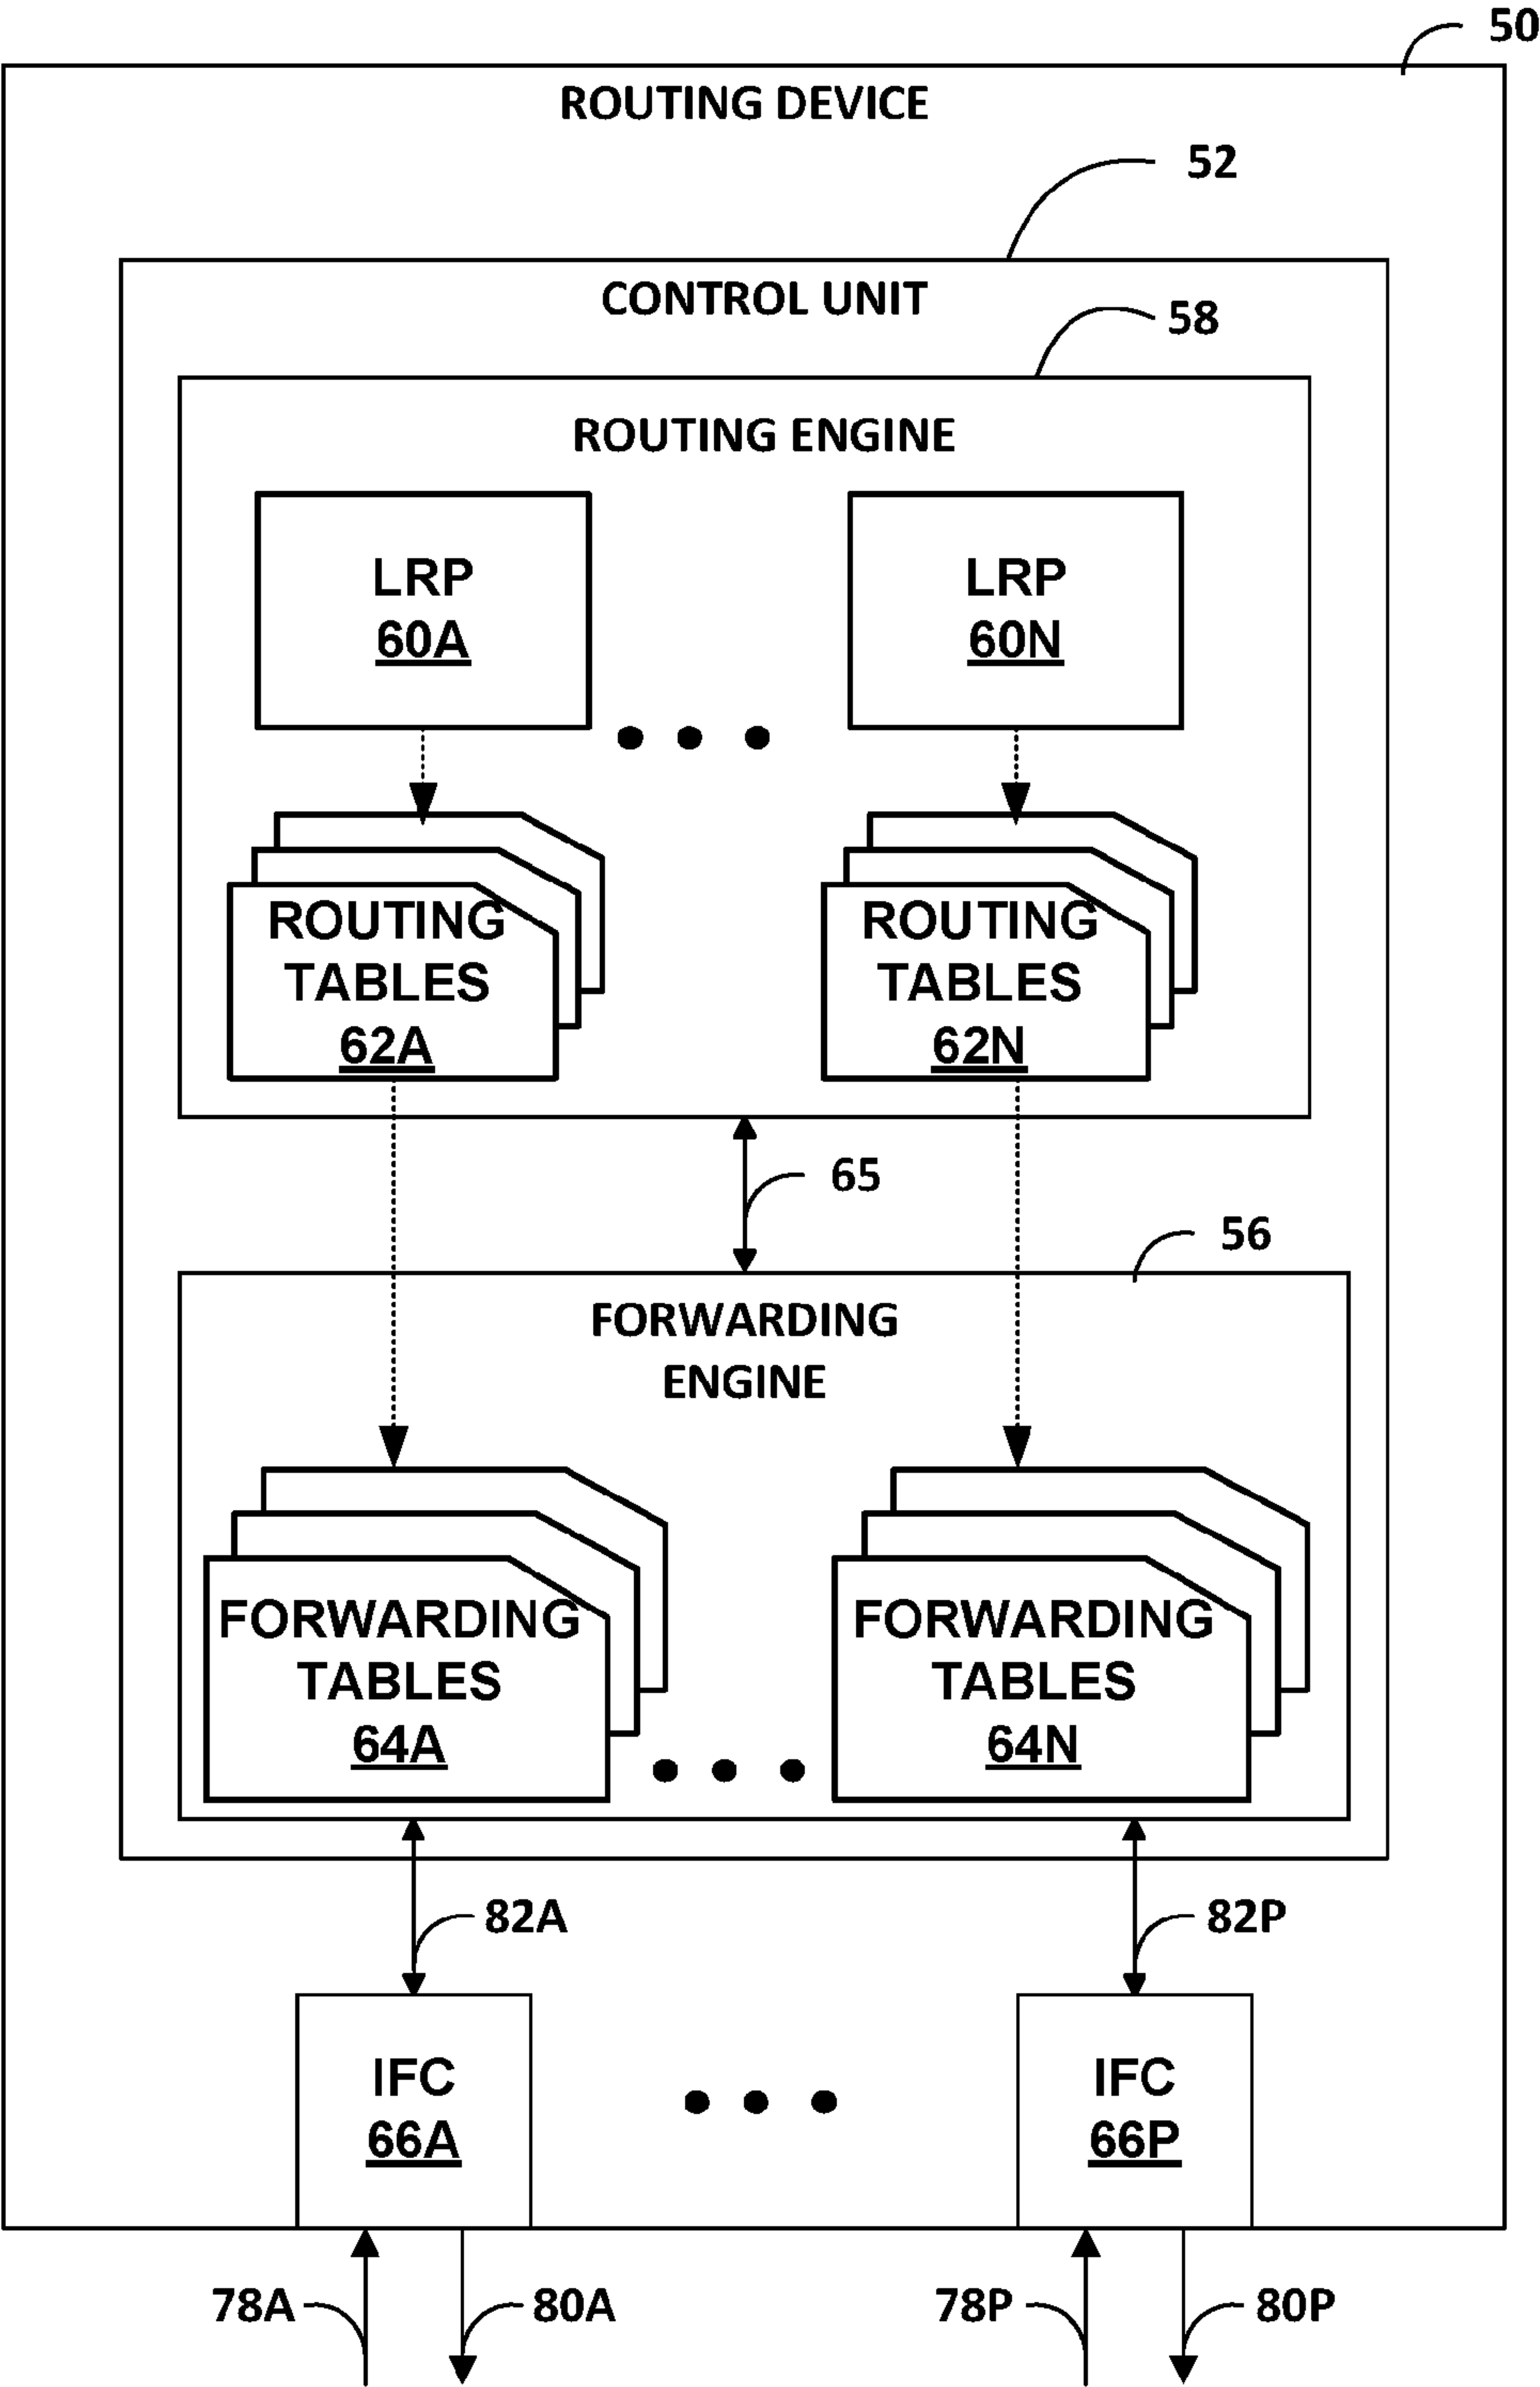 50
ROUTING DEVICE
52
CONTROL UNIT
58
ROUTING ENGINE
LRP
60A
LRP
60N
ROUTING
TABLES
62A
ROUTING
TABLES
62N
65
56
FORWARDING
ENGINE
FORWARDING
TABLES
64A
FORWARDING
TABLES
64N
82A
82P
IFC
66A
IFC
66P
78A
80A
78P
80P